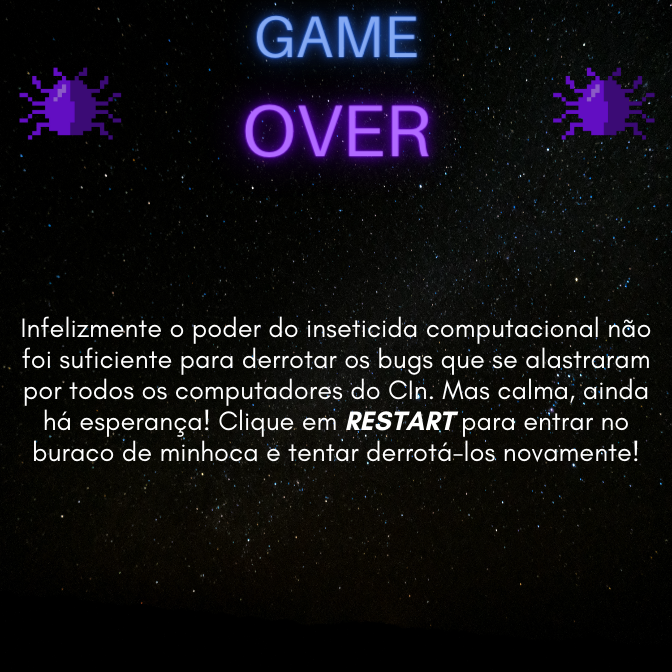 GAME
OVER
Infelizmente o poder do inseticida computacional não
foi suficiente para derrotar os bugs que se alastraram
por todos os computadores do CIn. Mas calma, ainda
há esperança! Clique em RESTART para entrar no
buraco de minhoca e tentar derrotá-los novamente!